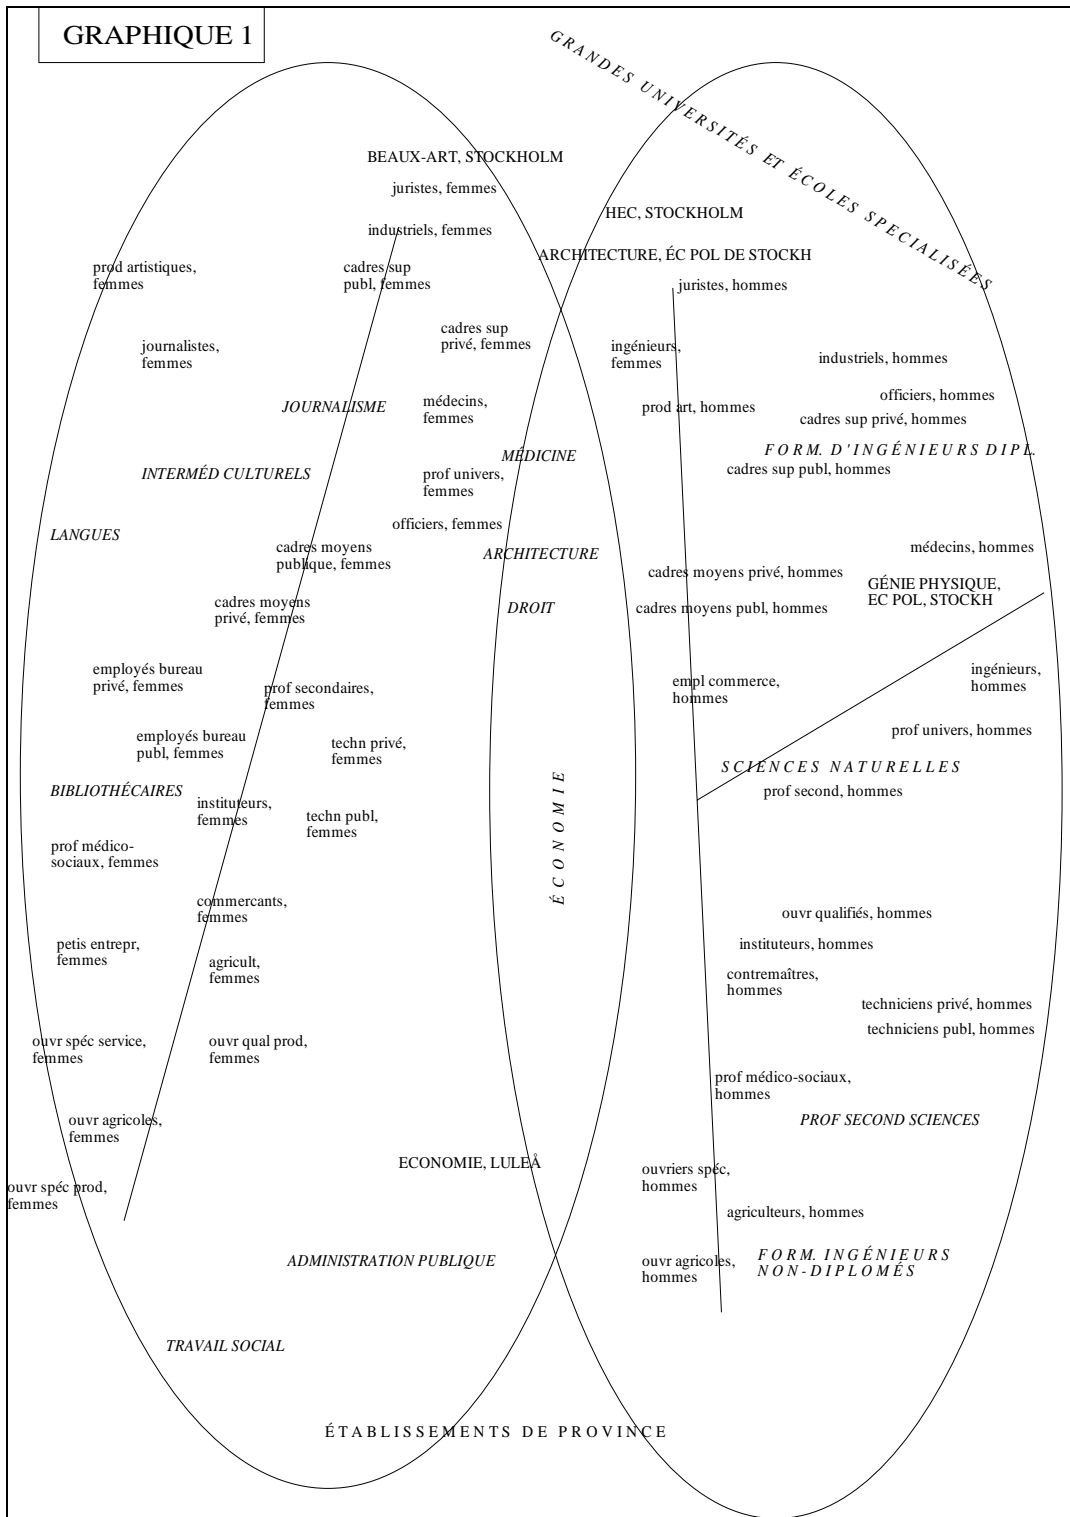 GRAPHIQUE 1
GRANDES UNIVERSITÉS ET ÉCOLES SPECIALISÉES
BEAUX-ART, STOCKHOLM
juristes, femmes
HEC, STOCKHOLM
industriels, femmes
ARCHITECTURE, ÉC POL DE STOCKH
prod artistiques,
femmes
cadres sup
publ, femmes
juristes, hommes
cadres sup
privé, femmes
journalistes,
femmes
ingénieurs,
femmes
industriels, hommes
officiers, hommes
JOURNALISME
médecins,
femmes
prod art, hommes
cadres sup privé, hommes
MÉDICINE
FORM. D'INGÉNIEURS DIPL.
cadres sup publ, hommes
INTERMÉD CULTURELS
prof univers,
femmes
officiers, femmes
LANGUES
cadres moyens
publique, femmes
ARCHITECTURE
médecins, hommes
cadres moyens privé, hommes
GÉNIE PHYSIQUE,
EC POL, STOCKH
cadres moyens
privé, femmes
DROIT
cadres moyens publ, hommes
employés bureau
privé, femmes
prof secondaires,
femmes
empl commerce,
hommes
ingénieurs,
hommes
employés bureau
publ, femmes
techn privé,
femmes
prof univers, hommes
SCIENCES NATURELLES
BIBLIOTHÉCAIRES
prof second, hommes
instituteurs,
femmes
techn publ,
femmes
ÉCONOMIE
prof médico-
sociaux, femmes
commercants,
femmes
ouvr qualifiés, hommes
petis entrepr,
femmes
instituteurs, hommes
agricult,
femmes
contremaîtres,
hommes
techniciens privé, hommes
techniciens publ, hommes
ouvr spéc service,
femmes
ouvr qual prod,
femmes
prof médico-sociaux,
hommes
ouvr agricoles,
femmes
PROF SECOND SCIENCES
ECONOMIE, LULEÅ
ouvriers spéc,
hommes
ouvr spéc prod,
femmes
agriculteurs, hommes
ADMINISTRATION PUBLIQUE
ouvr agricoles,
hommes
FORM. INGÉNIEURS
NON-DIPLOMÉS
TRAVAIL SOCIAL
ÉTABLISSEMENTS DE PROVINCE